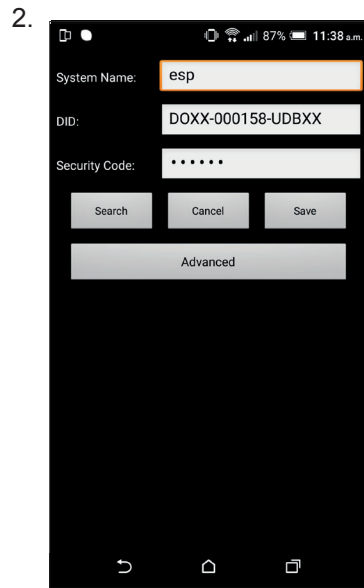 2.
87% 11:38 a.m.
System Name: esp
DID: DOXX-000158-UDBXX
Security Code: ••••••
Search Cancel Save
Advanced